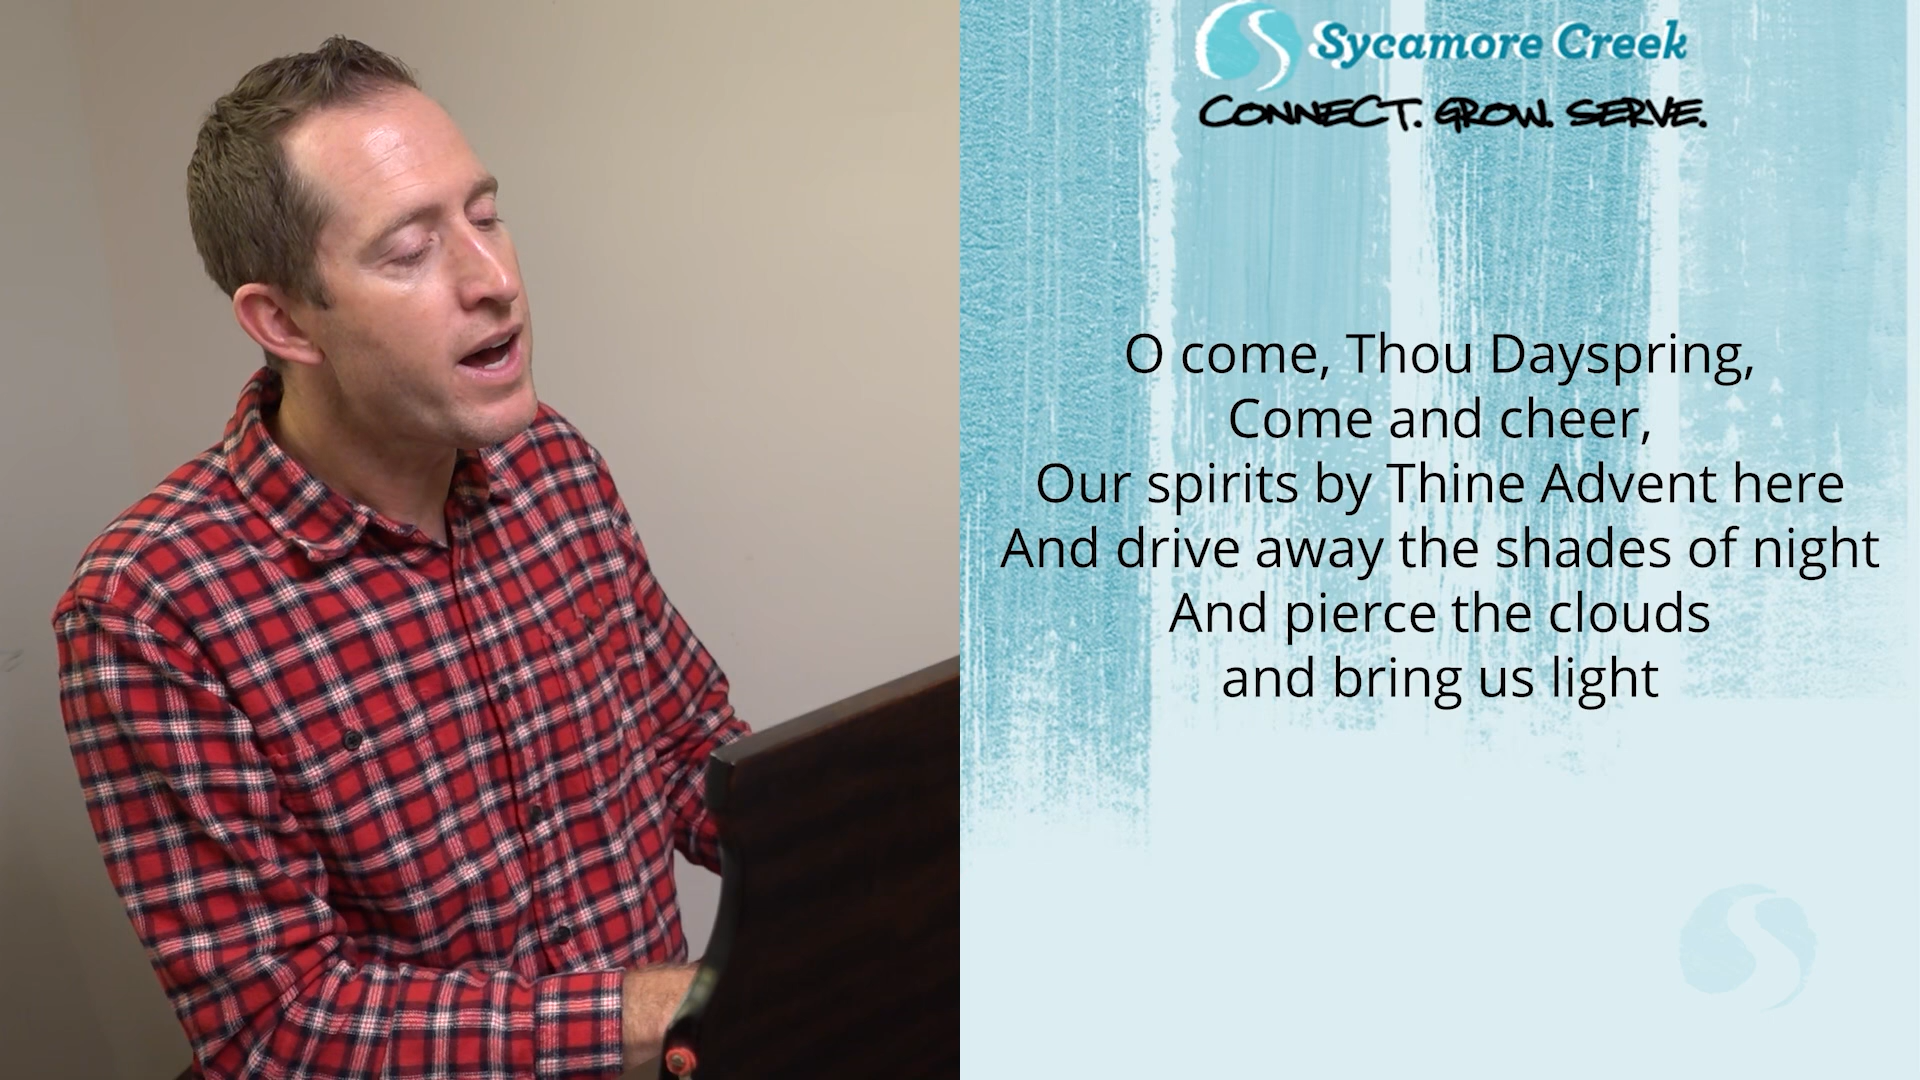 Sycamore Creek
CONNECT. GROW. SERVE.
O come, Thou Dayspring,
Come and cheer,
Our spirits by Thine Advent here
And drive away the shades of night
And pierce the clouds
and bring us light